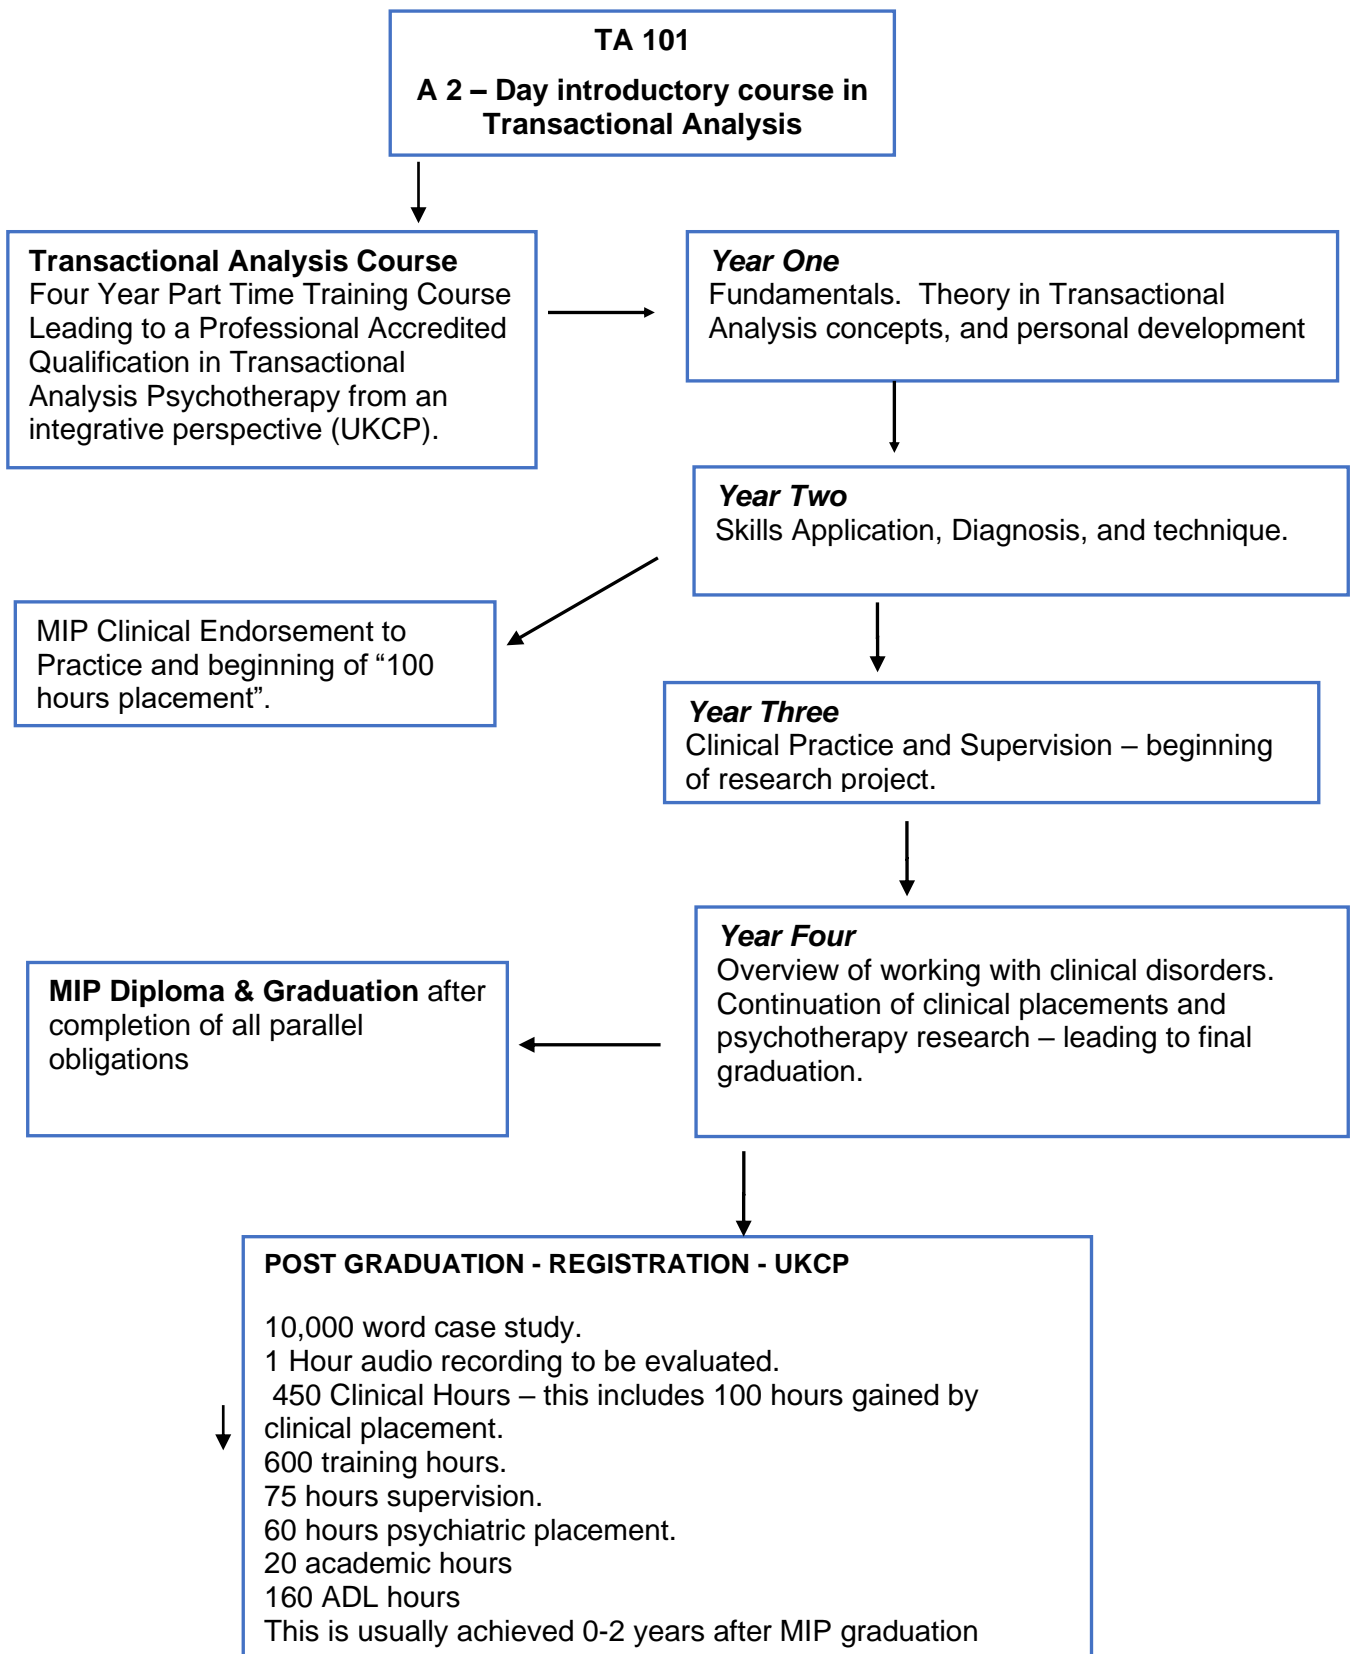 TA 101
A 2 – Day introductory course in
Transactional Analysis
Transactional Analysis Course
Four Year Part Time Training Course
Leading to a Professional Accredited
Qualification in Transactional
Analysis Psychotherapy from an
integrative perspective (UKCP).
Year One
Fundamentals.  Theory in Transactional
Analysis concepts, and personal development
Year Two
Skills Application, Diagnosis, and technique.
MIP Clinical Endorsement to
Practice and beginning of “100
hours placement”.
Year Three
Clinical Practice and Supervision – beginning
of research project.
Year Four
Overview of working with clinical disorders.
Continuation of clinical placements and
psychotherapy research – leading to final
graduation.
MIP Diploma & Graduation after
completion of all parallel
obligations
POST GRADUATION - REGISTRATION - UKCP
10,000 word case study.
1 Hour audio recording to be evaluated.
450 Clinical Hours – this includes 100 hours gained by
clinical placement.
600 training hours.
75 hours supervision.
60 hours psychiatric placement.
20 academic hours
160 ADL hours
This is usually achieved 0-2 years after MIP graduation